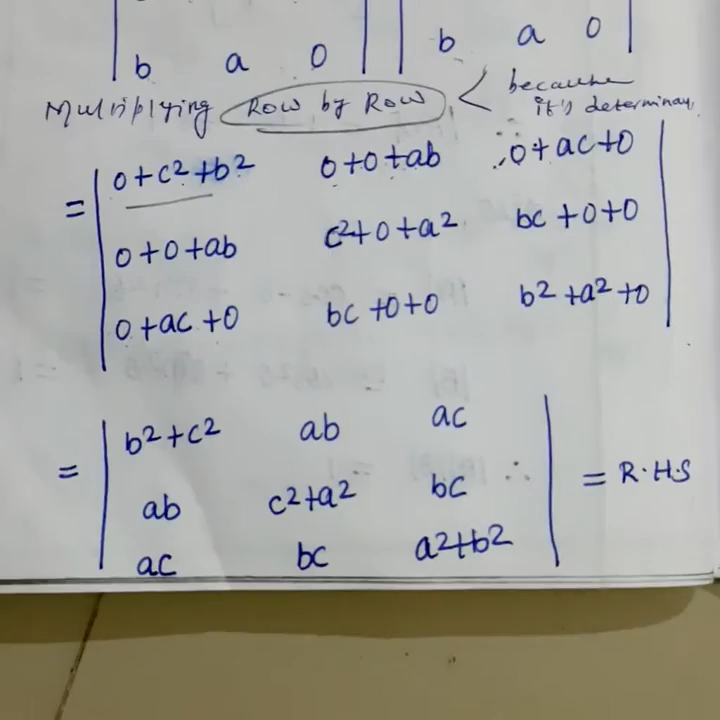 | b a 0 | | b a 0 |
Multiplying Row by Row < because
it's determinan
= | 0+c²+b² 0+0+ab 0+ac+0 |
| 0+0+ab c²+0+a² bc+0+0 |
| 0+ac+0 bc+0+0 b²+a²+0 |
= | b²+c² ab ac |
| ab c²+a² bc | = R.H.S
| ac bc a²+b² |